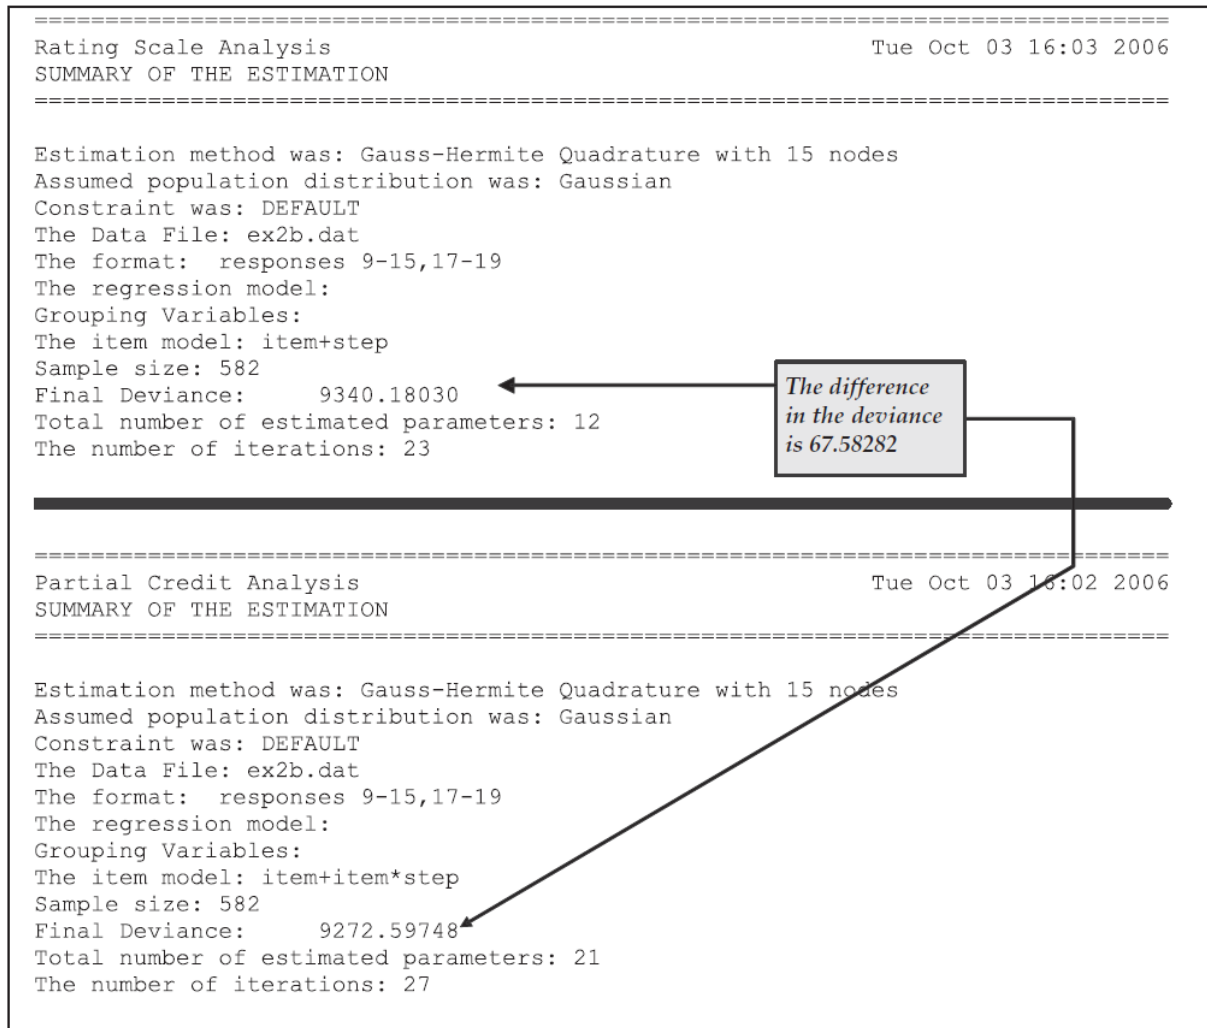 ================================================================================
Rating Scale Analysis                                      Tue Oct 03 16:03 2006
SUMMARY OF THE ESTIMATION
================================================================================
Estimation method was: Gauss-Hermite Quadrature with 15 nodes
Assumed population distribution was: Gaussian
Constraint was: DEFAULT
The Data File: ex2b.dat
The format:  responses 9-15,17-19
The regression model:
Grouping Variables:
The item model: item+step
Sample size: 582
Final Deviance:     9340.18030
Total number of estimated parameters: 12
The number of iterations: 23
The difference
in the deviance
is 67.58282
================================================================================
Partial Credit Analysis                                    Tue Oct 03 16:02 2006
SUMMARY OF THE ESTIMATION
================================================================================
Estimation method was: Gauss-Hermite Quadrature with 15 nodes
Assumed population distribution was: Gaussian
Constraint was: DEFAULT
The Data File: ex2b.dat
The format:  responses 9-15,17-19
The regression model:
Grouping Variables:
The item model: item+item*step
Sample size: 582
Final Deviance:     9272.59748
Total number of estimated parameters: 21
The number of iterations: 27